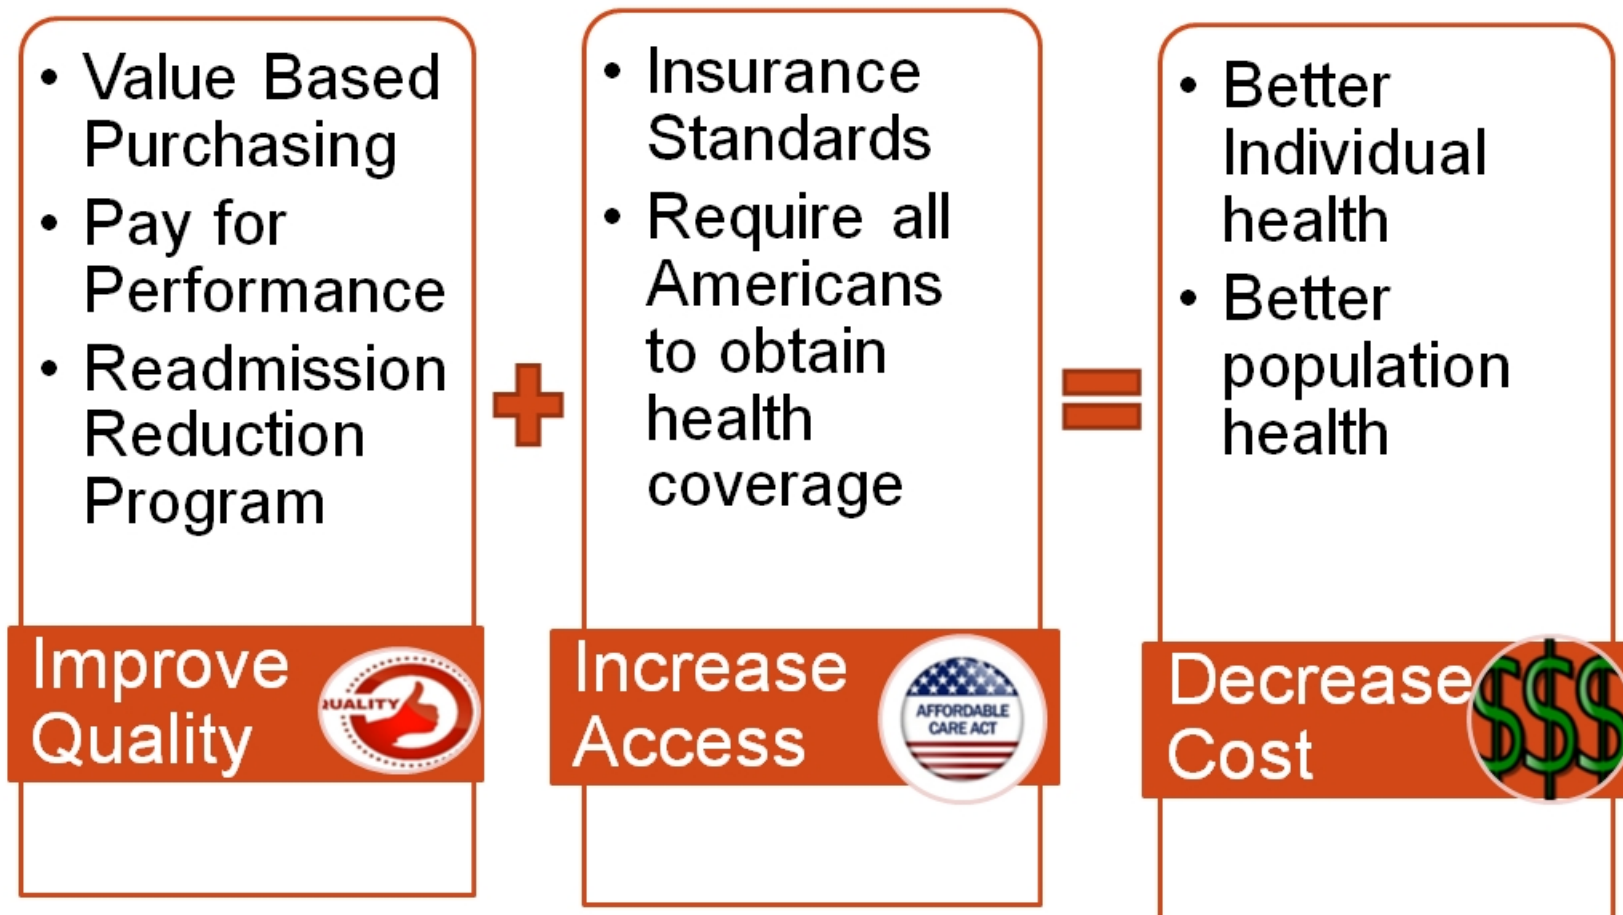 • Value Based
Purchasing
• Pay for
Performance
• Readmission
Reduction
Program
Improve
Quality
QUALITY
• Insurance
Standards
• Require all
Americans
to obtain
health
coverage
Increase
Access
AFFORDABLE
CARE ACT
• Better
Individual
health
• Better
population
health
Decrease
Cost
$$$